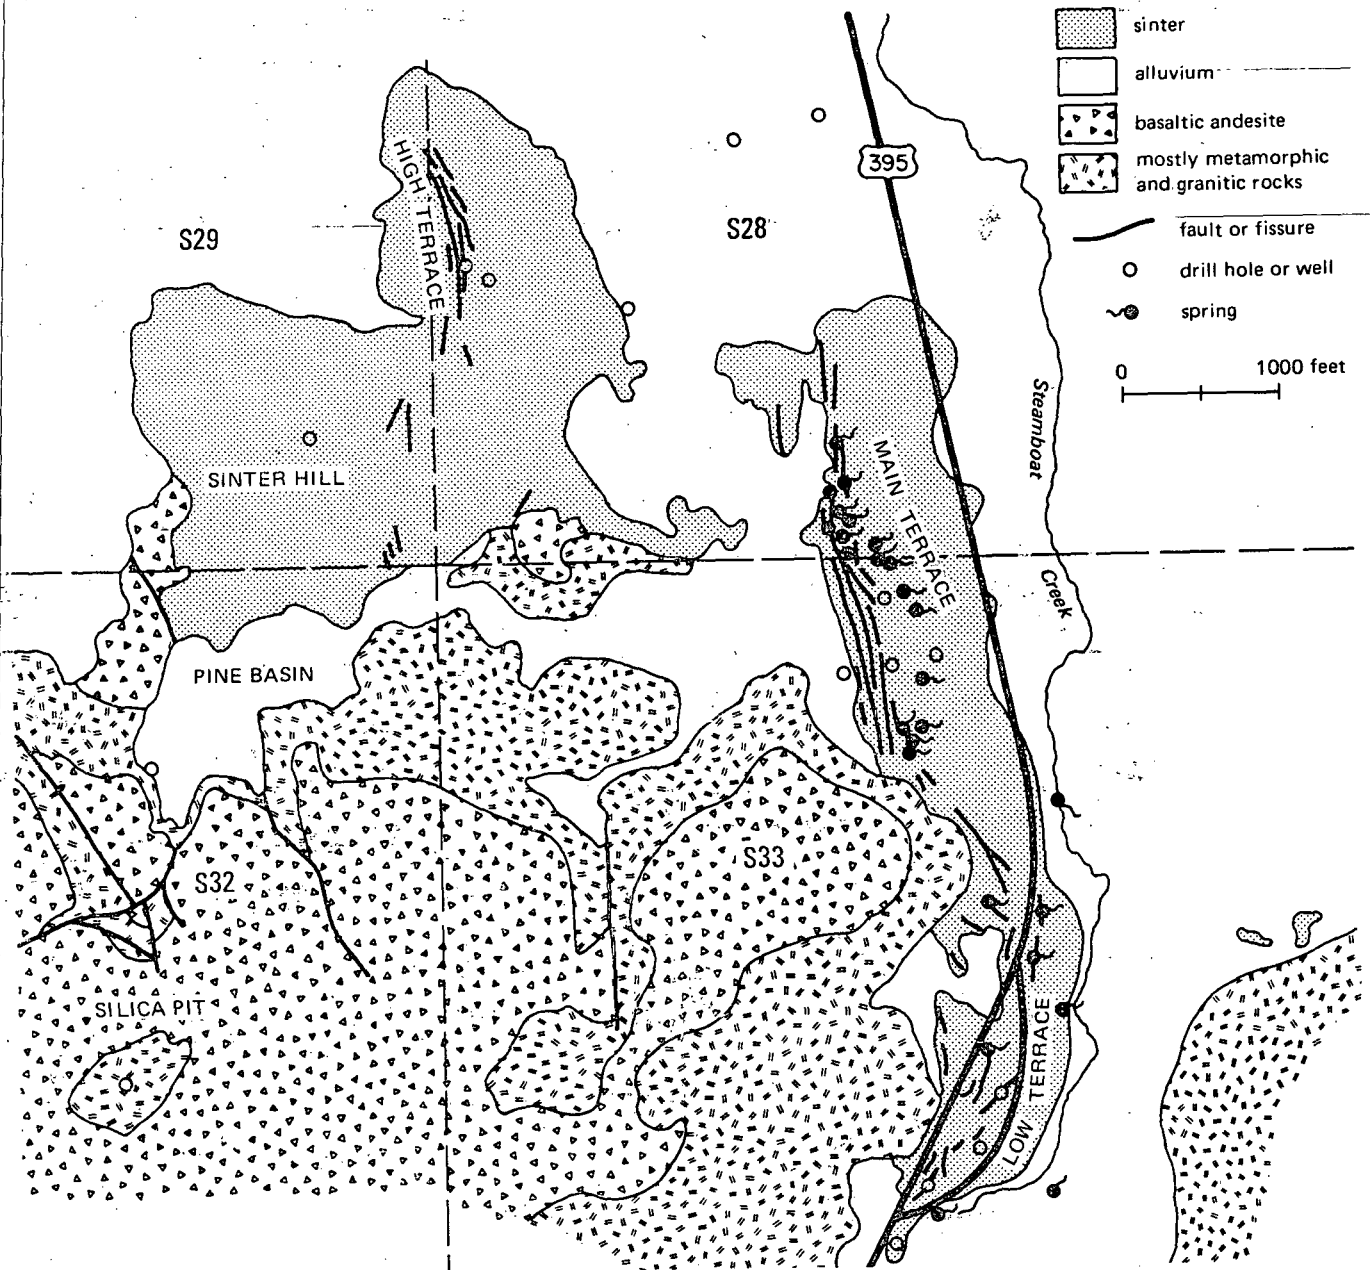 sinter
alluvium
basaltic andesite
mostly metamorphic
and granitic rocks
fault or fissure
drill hole or well
spring
0 1000 feet
395
HIGH TERRACE
S29
S28
Steamboat
Creek
MAIN TERRACE
SINTER HILL
PINE BASIN
S32
S33
SILICA PIT
LOW TERRACE